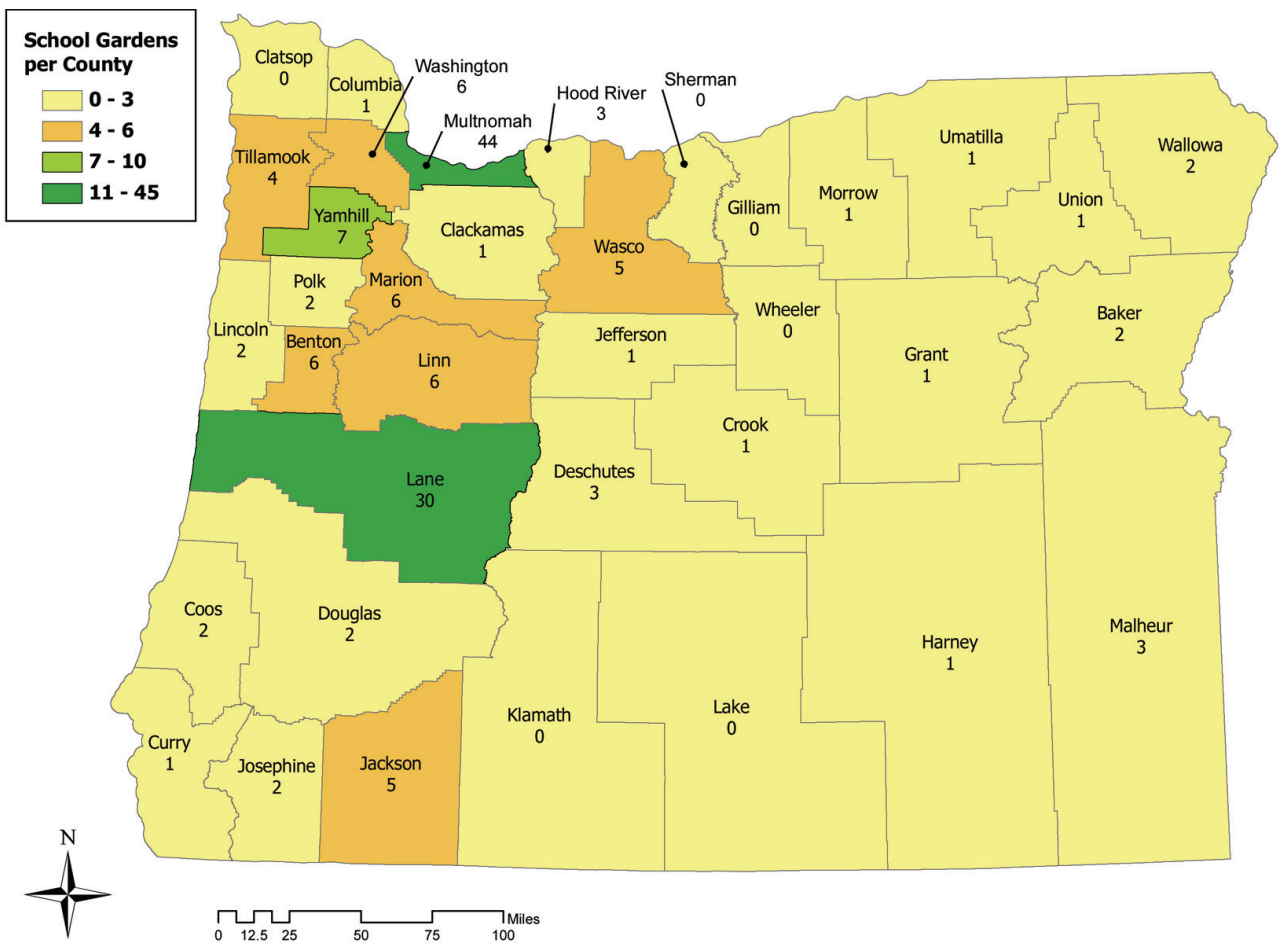 School Gardens
per County
0 - 3
4 - 6
7 - 10
11 - 45
Clatsop
0
Columbia
1
Washington
6
Multnomah
44
Hood River
3
Sherman
0
Tillamook
4
Yamhill
7
Clackamas
1
Wasco
5
Gilliam
0
Morrow
1
Umatilla
1
Union
1
Wallowa
2
Polk
2
Marion
6
Lincoln
2
Benton
6
Linn
6
Jefferson
1
Wheeler
0
Grant
1
Baker
2
Lane
30
Deschutes
3
Crook
1
Coos
2
Douglas
2
Harney
1
Malheur
3
Curry
1
Josephine
2
Jackson
5
Klamath
0
Lake
0
N
Miles
0 12.5 25 50 75 100